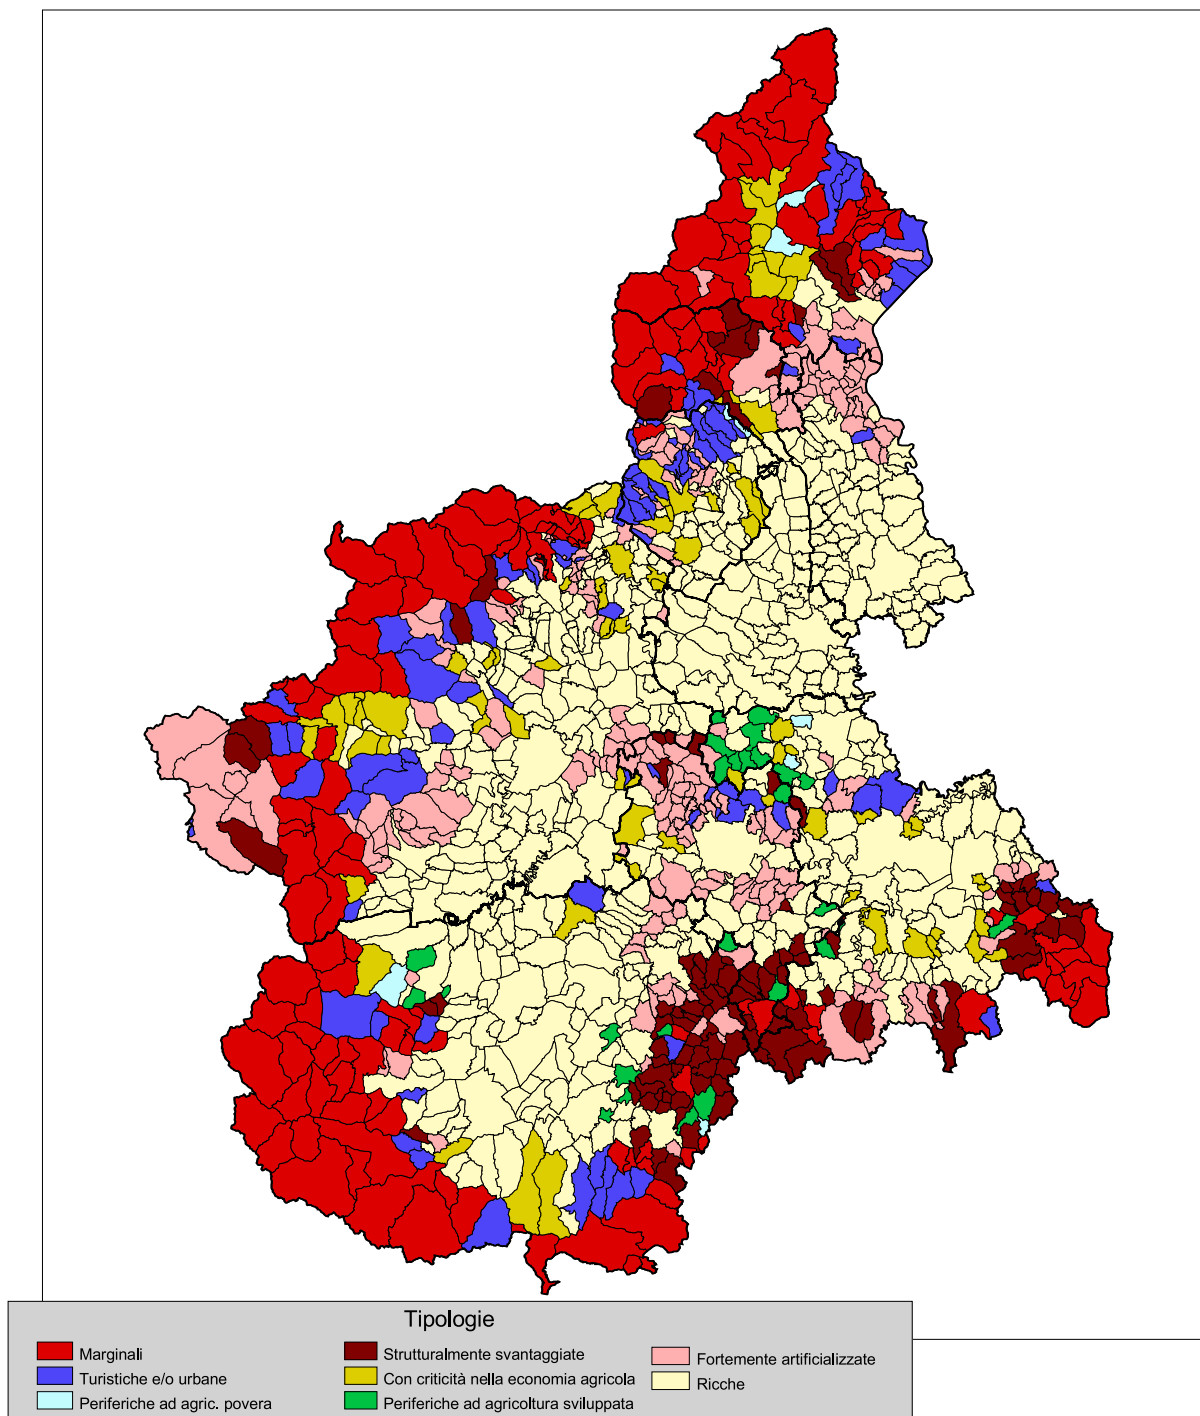 Tipologie
Marginali
Turistiche e/o urbane
Periferiche ad agric. povera
Strutturalmente svantaggiate
Con criticità nella economia agricola
Periferiche ad agricoltura sviluppata
Fortemente artificializzate
Ricche